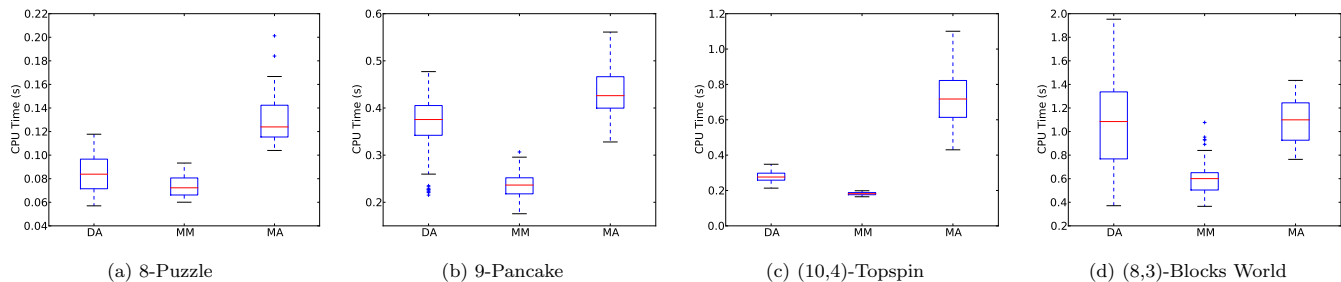 CPU Time (s)
0.22
0.20
0.18
0.16
0.14
0.12
0.10
0.08
0.06
0.04
DA MM MA
(a) 8-Puzzle
CPU Time (s)
0.6
0.5
0.4
0.3
0.2
DA MM MA
(b) 9-Pancake
CPU Time (s)
1.2
1.0
0.8
0.6
0.4
0.2
0.0
DA MM MA
(c) (10,4)-Topspin
CPU Time (s)
2.0
1.8
1.6
1.4
1.2
1.0
0.8
0.6
0.4
0.2
DA MM MA
(d) (8,3)-Blocks World